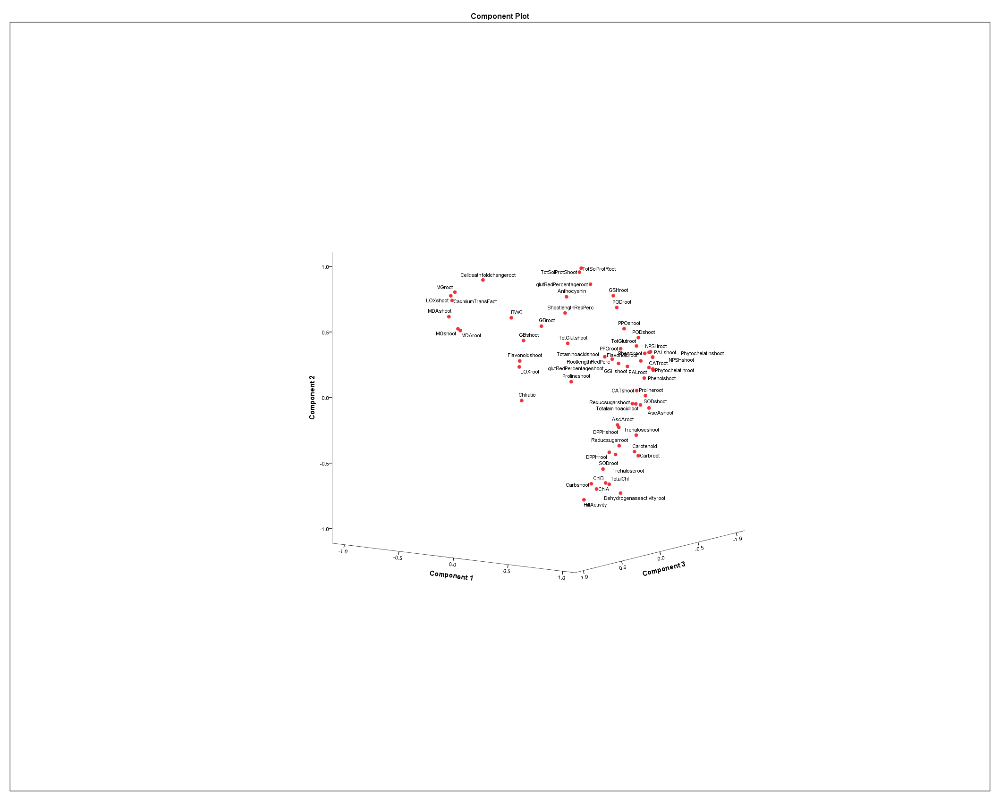 Component Plot
1.0
0.5
0.0
-0.5
-1.0
Component 2
TotSolProtRoot
TotSolProtShoot
Celldeathfoldchangeroot
glutRedPercentageroot
MGroot
Anthocyanin
GSHroot
LOXshoot
CadmiumTransFact
PODroot
MDAshoot
RWC
ShootlengthRedPerc
GBroot
PPOshoot
MGshoot
MDAroot
GBshoot
PODshoot
TotGlutshoot
TotGlutroot
NPSHroot
PPOroot
Flavonoidshoot
Totaminoacidshoot
Flavonoidroot
Phenolroot
PALshoot
Phytochelatinshoot
RootlengthRedPerc
NPSHshoot
CATroot
glutRedPercentageshoot
LOXroot
GSHshoot
PALroot
Phytochelatinroot
Prolineshoot
Phenolshoot
Chlratio
CATshoot
Prolineroot
Reducsugarshoot
SODshoot
Totalaminoacidroot
AscAshoot
AscAroot
DPPHshoot
Trehaloseshoot
Reducsugarroot
Carotenoid
DPPHroot
Carbroot
SODroot
Trehaloseroot
ChlB
TotalChl
Carbshoot
ChlA
Dehydrogenaseactivityroot
HillActivity
-1.0
-0.5
0.0
0.5
1.0
Component 1
1.0
0.5
0.0
-0.5
-1.0
Component 3